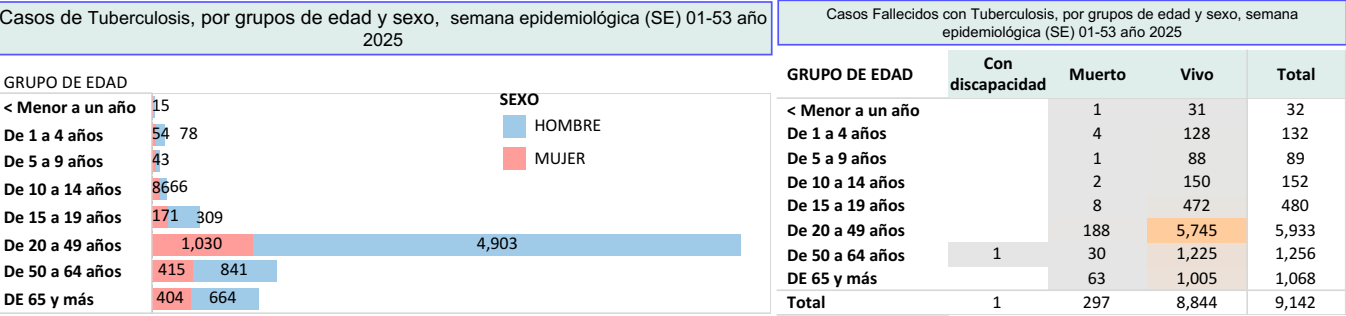 Casos de Tuberculosis, por grupos de edad y sexo, semana epidemiológica (SE) 01-53 año
2025
GRUPO DE EDAD
SEXO
HOMBRE
MUJER
< Menor a un año 15
De 1 a 4 años 54 78
De 5 a 9 años 43
De 10 a 14 años 86 66
De 15 a 19 años 171 309
De 20 a 49 años 1,030 4,903
De 50 a 64 años 415 841
DE 65 y más 404 664
Casos Fallecidos con Tuberculosis, por grupos de edad y sexo, semana
epidemiológica (SE) 01-53 año 2025
GRUPO DE EDAD Con discapacidad Muerto Vivo Total
< Menor a un año 1 31 32
De 1 a 4 años 4 128 132
De 5 a 9 años 1 88 89
De 10 a 14 años 2 150 152
De 15 a 19 años 8 472 480
De 20 a 49 años 188 5,745 5,933
De 50 a 64 años 1 30 1,225 1,256
DE 65 y más 63 1,005 1,068
Total 1 297 8,844 9,142